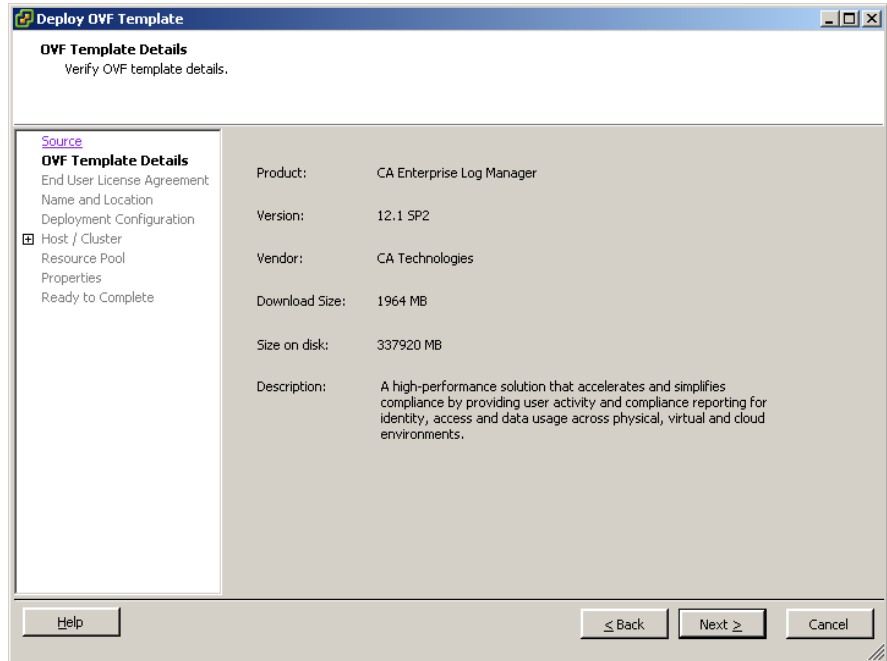 Deploy OVF Template
OVF Template Details
Verify OVF template details.
Source
OVF Template Details
End User License Agreement
Name and Location
Deployment Configuration
Host / Cluster
Resource Pool
Properties
Ready to Complete
Product: CA Enterprise Log Manager
Version: 12.1 SP2
Vendor: CA Technologies
Download Size: 1964 MB
Size on disk: 337920 MB
Description: A high-performance solution that accelerates and simplifies
compliance by providing user activity and compliance reporting for
identity, access and data usage across physical, virtual and cloud
environments.
Help
≤ Back
Next ≥
Cancel